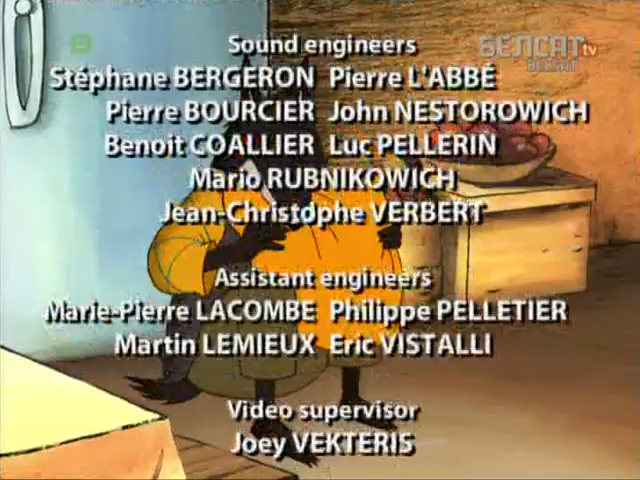 Sound engineers
БЕЛСАТ tv
BELSAT
Stéphane BERGERON Pierre L'ABBÉ
Pierre BOURCIER John NESTOROWICH
Benoit COALLIER Luc PELLERIN
Mario RUBNIKOWICH
Jean-Christophe VERBERT
Assistant engineers
Marie-Pierre LACOMBE Philippe PELLETIER
Martin LEMIEUX Eric VISTALLI
Video supervisor
Joey VEKTERIS